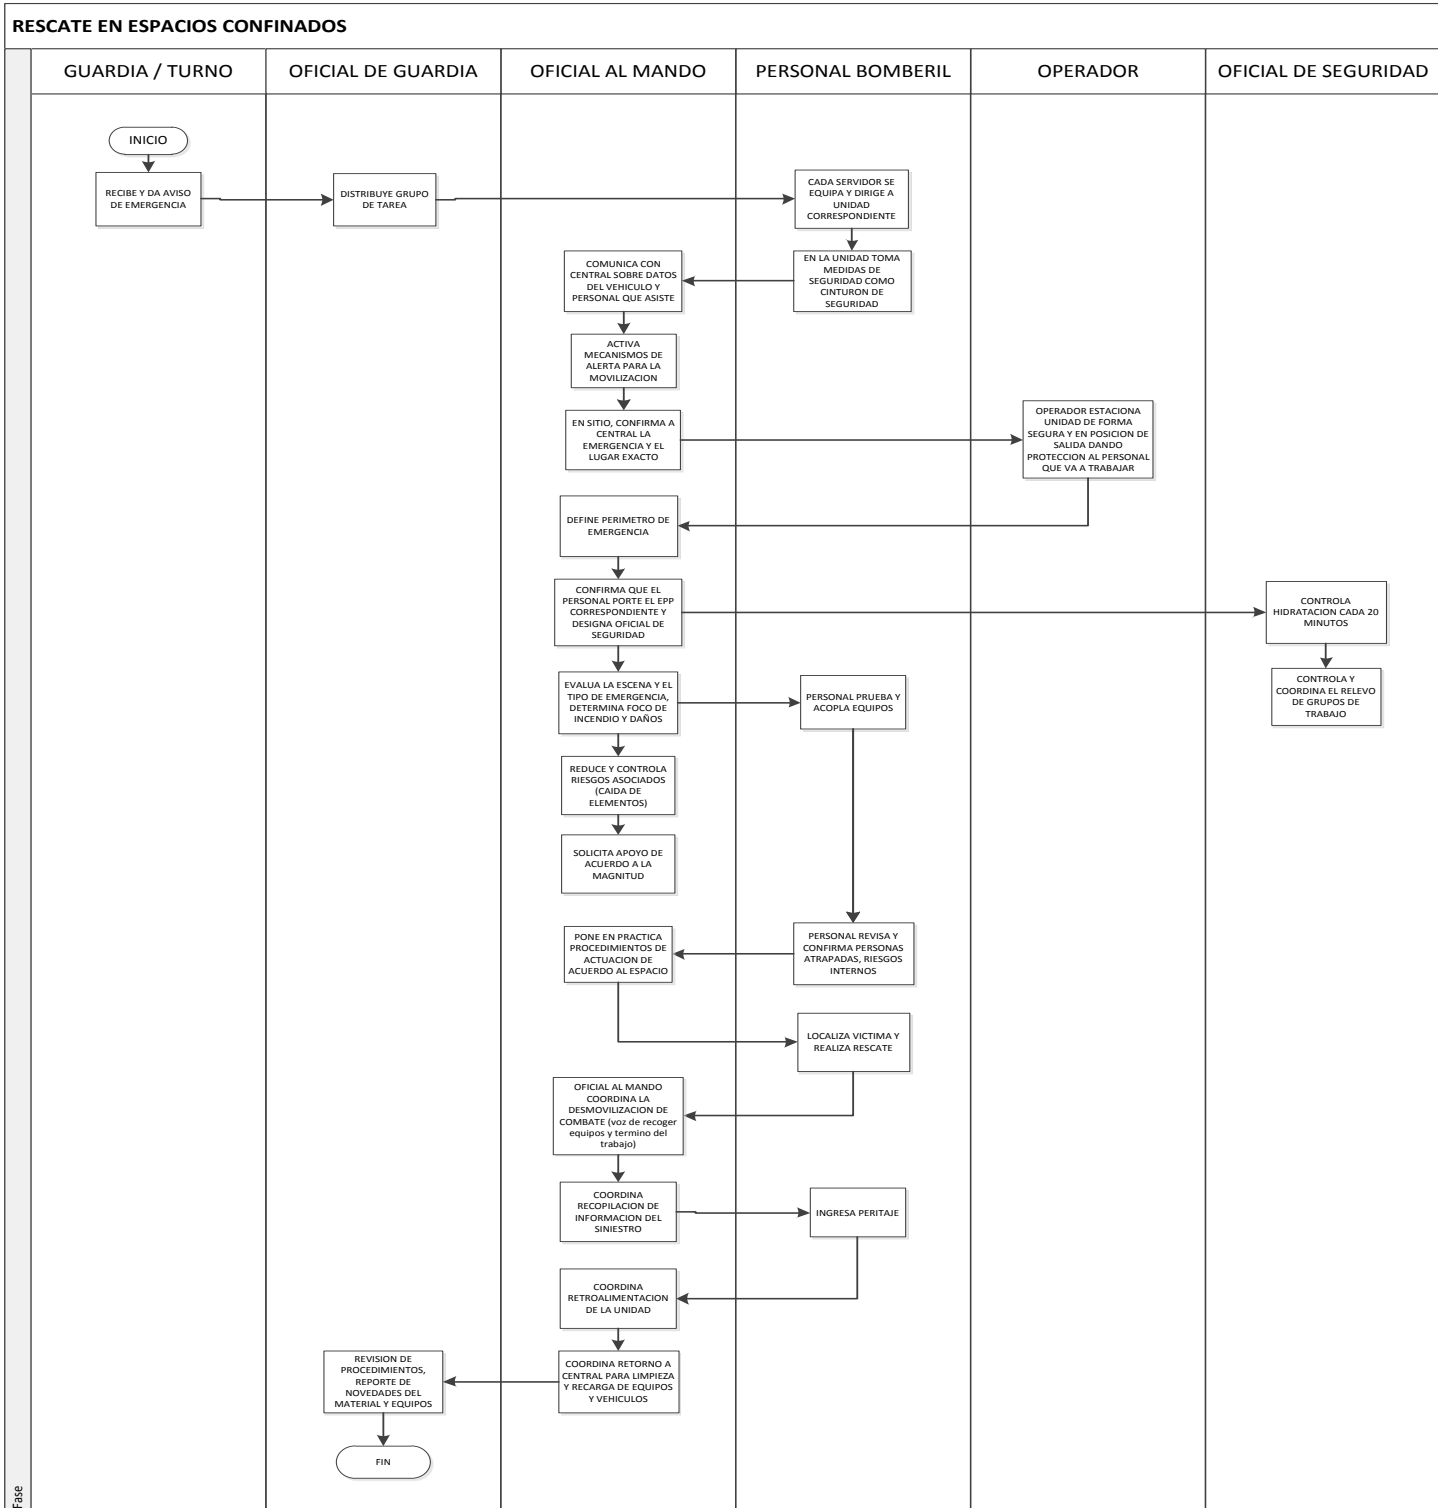 RESCATE EN ESPACIOS CONFINADOS
GUARDIA / TURNO
OFICIAL DE GUARDIA
OFICIAL AL MANDO
PERSONAL BOMBERIL
OPERADOR
OFICIAL DE SEGURIDAD
INICIO
RECIBE Y DA AVISO
DE EMERGENCIA
DISTRIBUYE GRUPO
DE TAREA
CADA SERVIDOR SE
EQUIPA Y DIRIGE A
UNIDAD
CORRESPONDIENTE
EN LA UNIDAD TOMA
MEDIDAS DE
SEGURIDAD COMO
CINTURON DE
SEGURIDAD
COMUNICA CON
CENTRAL SOBRE DATOS
DEL VEHICULO Y
PERSONAL QUE ASISTE
ACTIVA
MECANISMOS DE
ALERTA PARA LA
MOVILIZACION
EN SITIO, CONFIRMA A
CENTRAL LA
EMERGENCIA Y EL
LUGAR EXACTO
OPERADOR ESTACIONA
UNIDAD DE FORMA
SEGURA Y EN POSICION DE
SALIDA DANDO
PROTECCION AL PERSONAL
QUE VA A TRABAJAR
DEFINE PERIMETRO DE
EMERGENCIA
CONFIRMA QUE EL
PERSONAL PORTE EL EPP
CORRESPONDIENTE Y
DESIGNA OFICIAL DE
SEGURIDAD
CONTROLA
HIDRATACION CADA 20
MINUTOS
CONTROLA Y
COORDINA EL RELEVO
DE GRUPOS DE
TRABAJO
EVALUA LA ESCENA Y EL
TIPO DE EMERGENCIA,
DETERMINA FOCO DE
INCENDIO Y DAÑOS
PERSONAL PRUEBA Y
ACOPLA EQUIPOS
REDUCE Y CONTROLA
RIESGOS ASOCIADOS
(CAIDA DE
ELEMENTOS)
SOLICITA APOYO DE
ACUERDO A LA
MAGNITUD
PERSONAL REVISA Y
CONFIRMA PERSONAS
ATRAPADAS, RIESGOS
INTERNOS
PONE EN PRACTICA
PROCEDIMIENTOS DE
ACTUACION DE
ACUERDO AL ESPACIO
LOCALIZA VICTIMA Y
REALIZA RESCATE
OFICIAL AL MANDO
COORDINA LA
DESMOVILIZACION DE
COMBATE (voz de recoger
equipos y termino del
trabajo)
COORDINA
RECOPILACION DE
INFORMACION DEL
SINIESTRO
INGRESA PERITAJE
COORDINA
RETROALIMENTACION
DE LA UNIDAD
COORDINA RETORNO A
CENTRAL PARA LIMPIEZA
Y RECARGA DE EQUIPOS
Y VEHICULOS
REVISION DE
PROCEDIMIENTOS,
REPORTE DE
NOVEDADES DEL
MATERIAL Y EQUIPOS
FIN
Fase